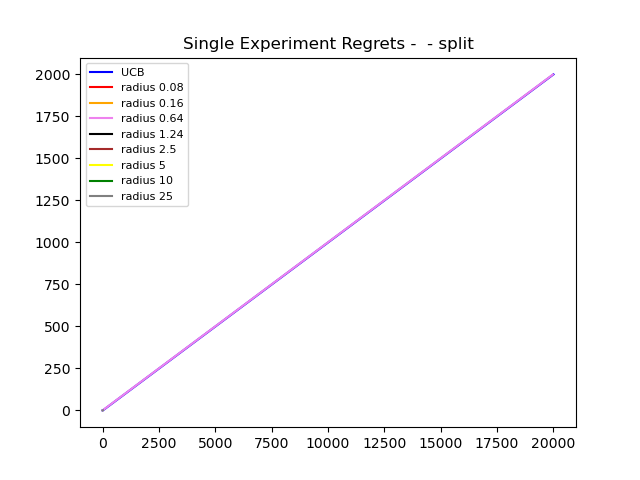 Single Experiment Regrets -  - split
2000
1750
1500
1250
1000
750
500
250
0
UCB
radius 0.08
radius 0.16
radius 0.64
radius 1.24
radius 2.5
radius 5
radius 10
radius 25
0 2500 5000 7500 10000 12500 15000 17500 20000